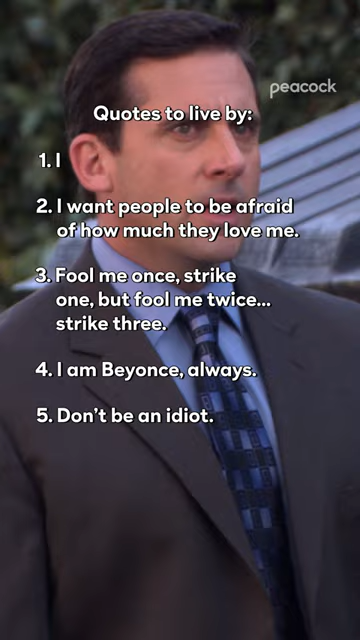 peacock
Quotes to live by:
1. I
2. I want people to be afraid
of how much they love me.
3. Fool me once, strike
one, but fool me twice...
strike three.
4. I am Beyonce, always.
5. Don't be an idiot.